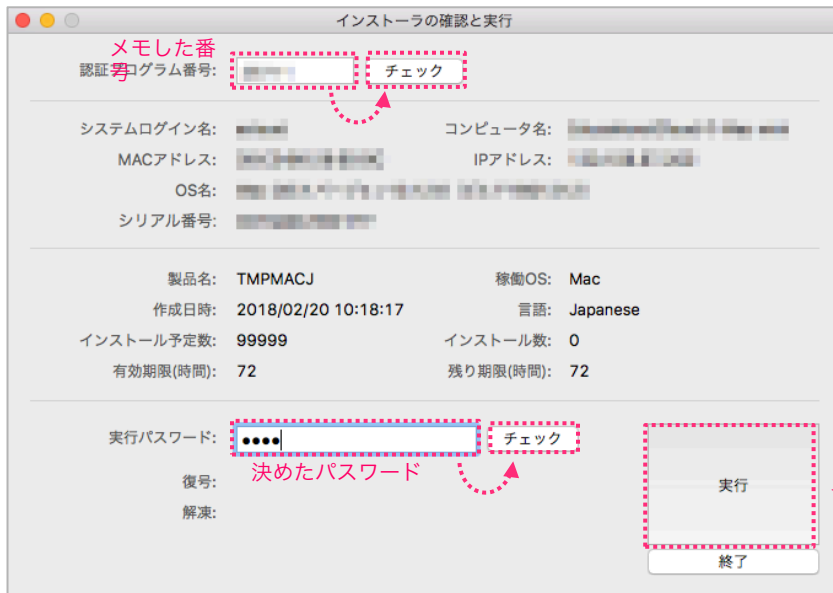 インストーラの確認と実行
メモした番号
認証プログラム番号: チェック
システムログイン名: コンピュータ名:
MACアドレス: IPアドレス:
OS名:
シリアル番号:
製品名: TMPMACJ 稼働OS: Mac
作成日時: 2018/02/20 10:18:17 言語: Japanese
インストール予定数: 99999 インストール数: 0
有効期限(時間): 72 残り期限(時間): 72
実行パスワード: ●●●● チェック
決めたパスワード
復号: 実行
解凍:
終了